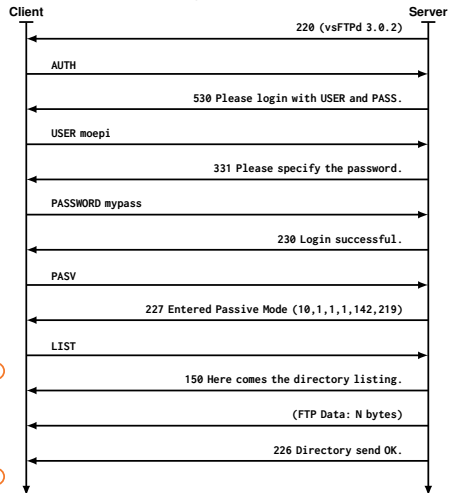 Client
Server
220 (vsFTPd 3.0.2)
AUTH
530 Please login with USER and PASS.
USER moepi
331 Please specify the password.
PASSWORD mypass
230 Login successful.
PASV
227 Entered Passive Mode (10,1,1,1,142,219)
LIST
150 Here comes the directory listing.
(FTP Data: N bytes)
226 Directory send OK.